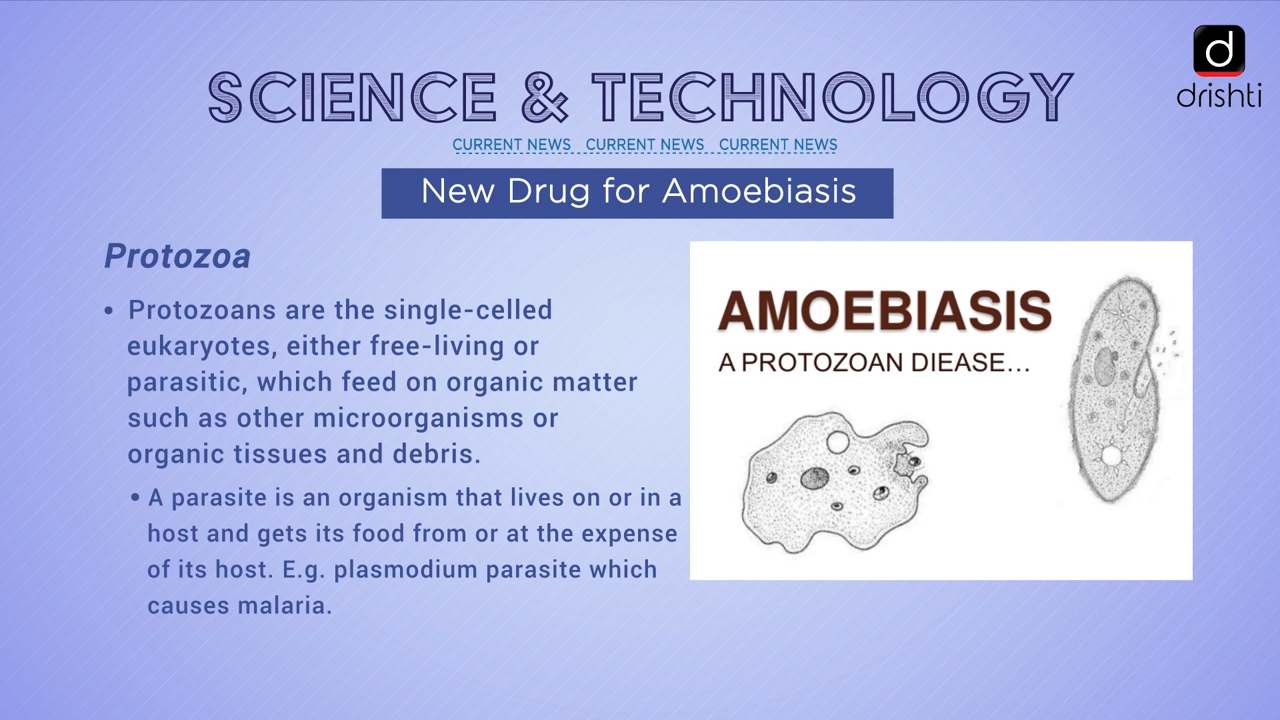 d
drishti
SCIENCE & TECHNOLOGY
CURRENT NEWS CURRENT NEWS CURRENT NEWS
New Drug for Amoebiasis
Protozoa
• Protozoans are the single-celled
eukaryotes, either free-living or
parasitic, which feed on organic matter
such as other microorganisms or
organic tissues and debris.
• A parasite is an organism that lives on or in a
host and gets its food from or at the expense
of its host. E.g. plasmodium parasite which
causes malaria.
AMOEBIASIS
A PROTOZOAN DIEASE...